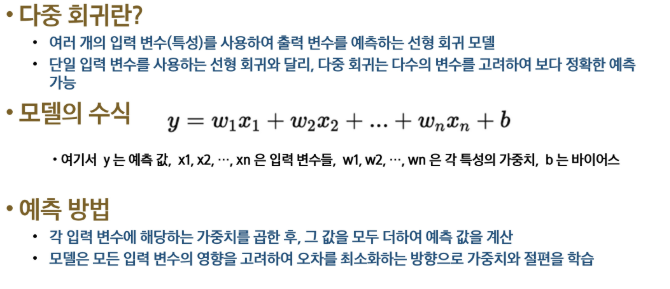 • 다중 회귀란?
• 여러 개의 입력 변수(특성)를 사용하여 출력 변수를 예측하는 선형 회귀 모델
• 단일 입력 변수를 사용하는 선형 회귀와 달리, 다중 회귀는 다수의 변수를 고려하여 보다 정확한 예측
가능
• 모델의 수식 y = w₁x₁ + w₂x₂ + ... + wₙxₙ + b
• 여기서 y 는 예측 값, x1, x2, …, xn 은 입력 변수들, w1, w2, …, wn 은 각 특성의 가중치, b 는 바이어스
• 예측 방법
• 각 입력 변수에 해당하는 가중치를 곱한 후, 그 값을 모두 더하여 예측 값을 계산
• 모델은 모든 입력 변수의 영향을 고려하여 오차를 최소화하는 방향으로 가중치와 절편을 학습